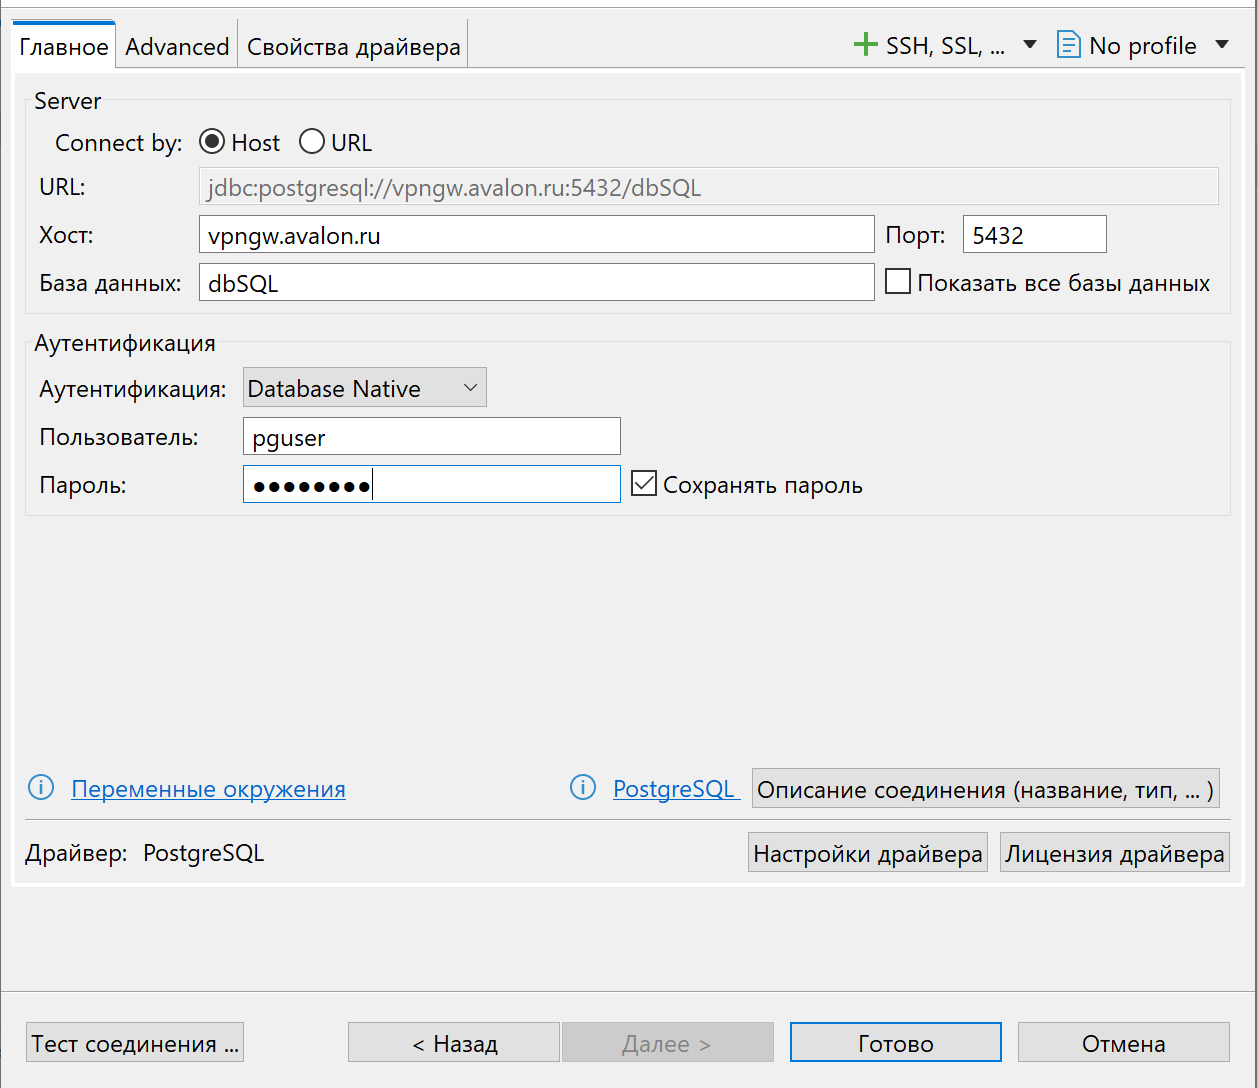 Главное Advanced Свойства драйвера SSH, SSL, ... No profile
Server
Connect by: Host URL
URL: jdbc:postgresql://vpngw.avalon.ru:5432/dbSQL
Хост: vpngw.avalon.ru Порт: 5432
База данных: dbSQL Показать все базы данных
Аутентификация
Аутентификация: Database Native
Пользователь: pguser
Пароль: ●●●●●●●● Сохранять пароль
Переменные окружения PostgreSQL Описание соединения (название, тип, ... )
Драйвер: PostgreSQL Настройки драйвера Лицензия драйвера
Тест соединения ... < Назад Далее > Готово Отмена